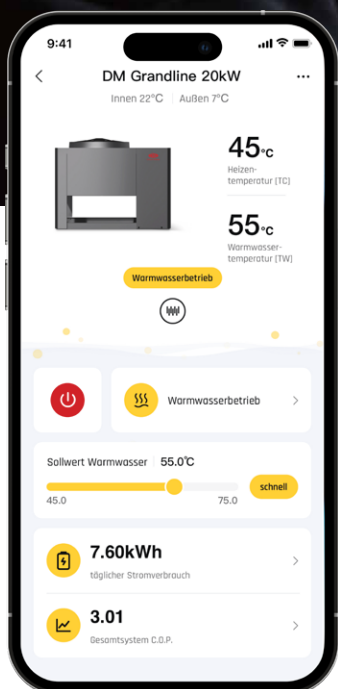 9:41
DM Grandline 20kW
Innen 22°C | Außen 7°C
45°C
Heizen-
temperatur (TC)
55°C
Warmwasser-
temperatur (TW)
Warmwasserbetrieb
Warmwasserbetrieb
Sollwert Warmwasser | 55.0°C
schnell
45.0 75.0
7.60kWh
täglicher Stromverbrauch
3.01
Gesamtsystem C.O.P.